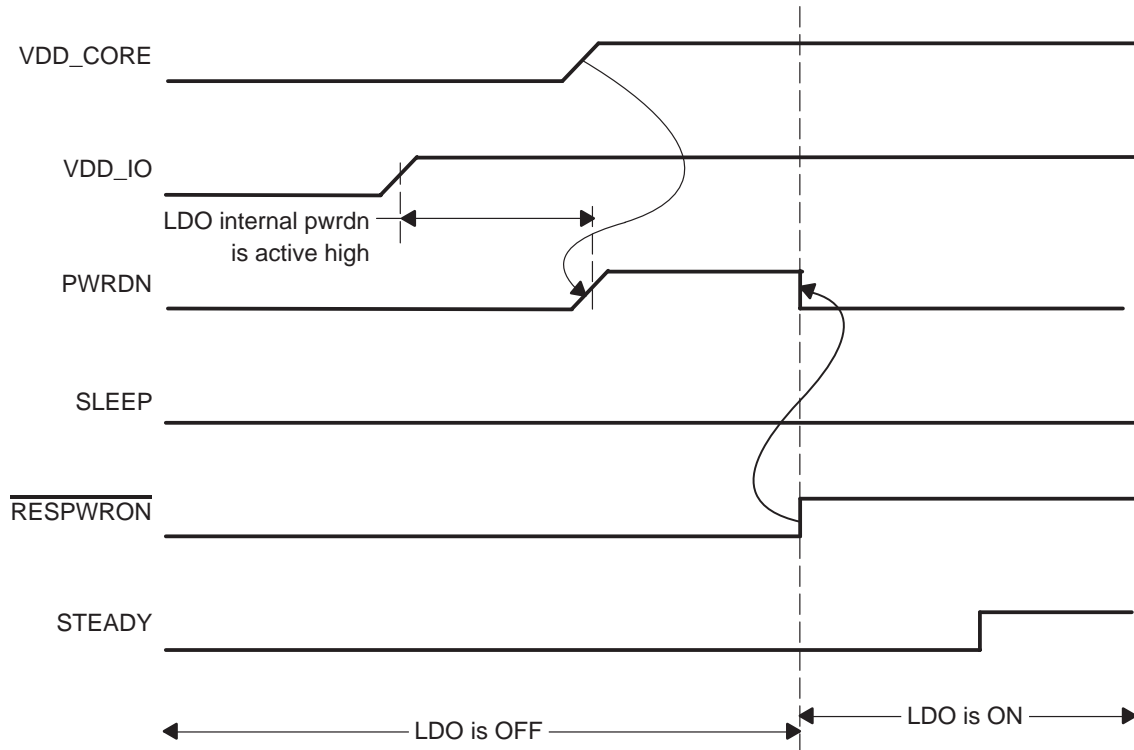 VDD_CORE
VDD_IO
LDO internal pwrdn
is active high
PWRDN
SLEEP
RESPWRON
STEADY
LDO is OFF
LDO is ON